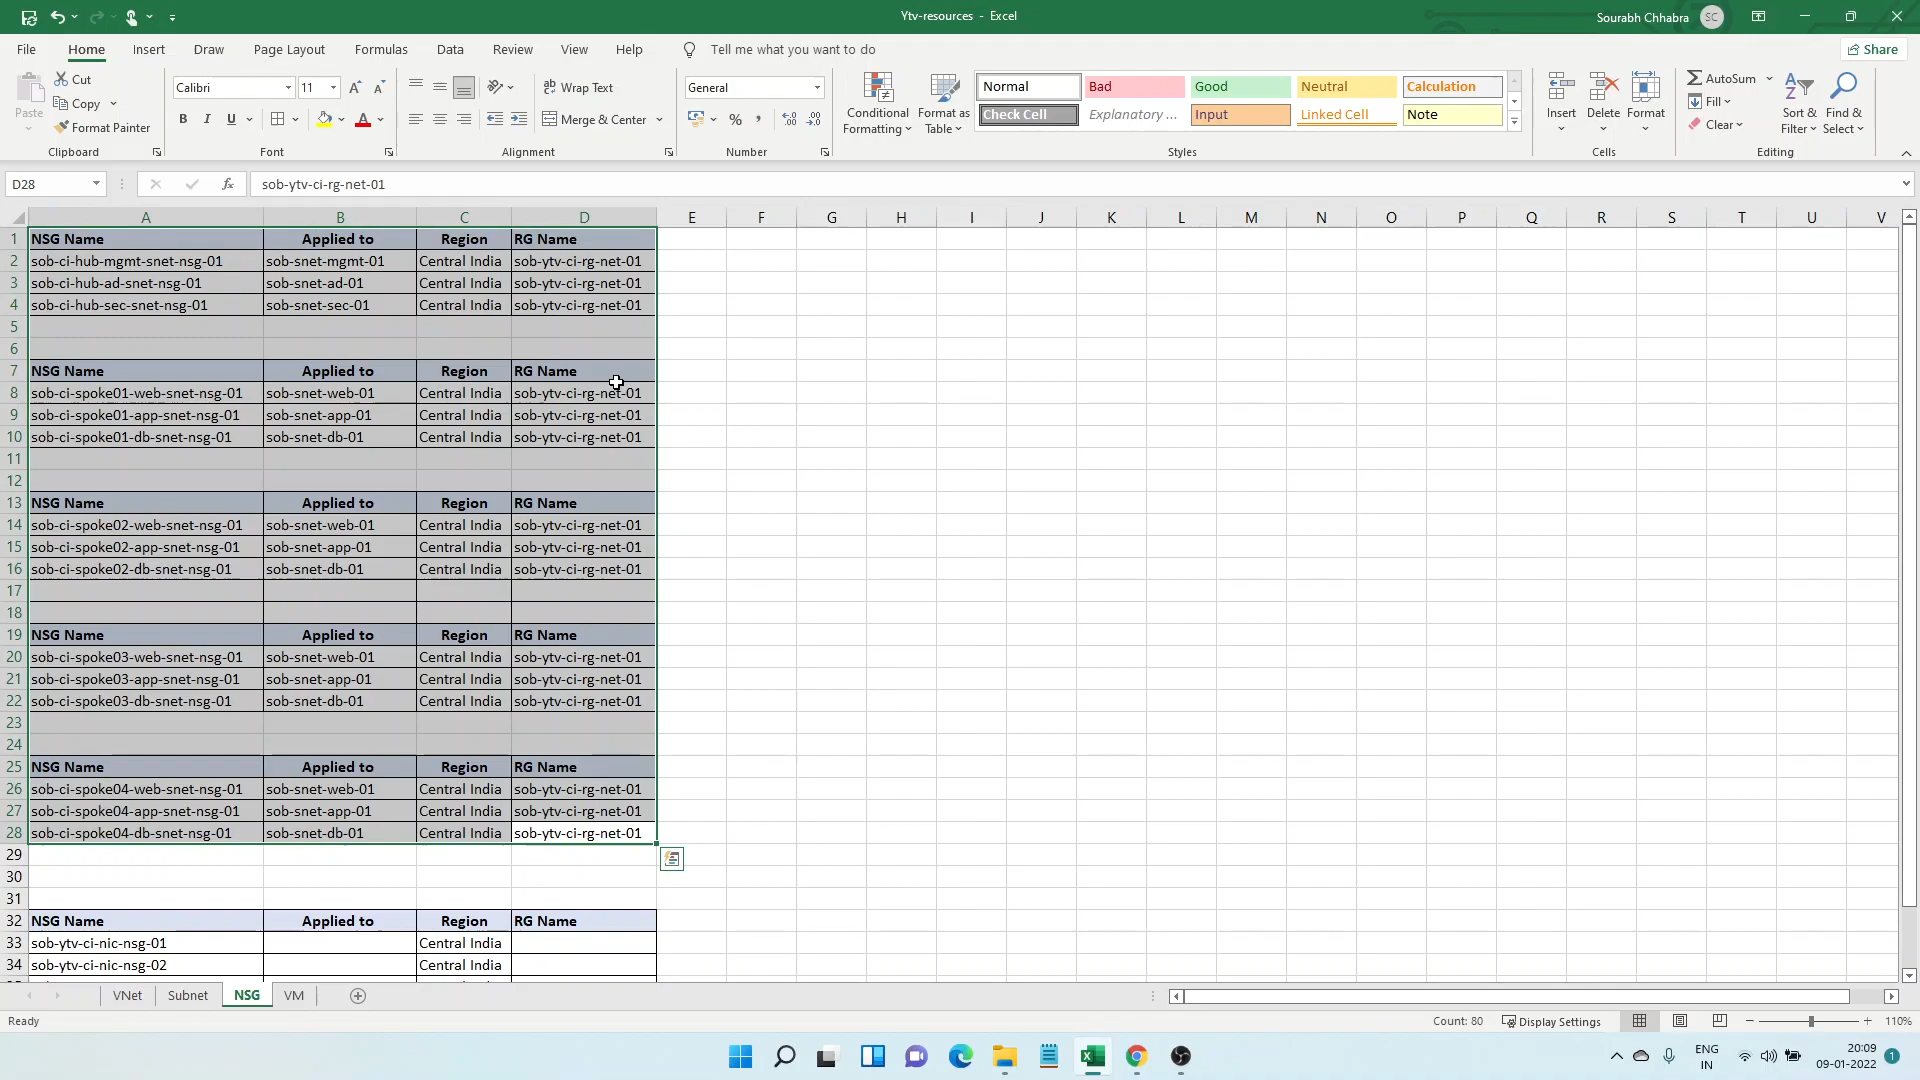 Ytv-resources - Excel
Sourabh Chhabra SC
File Home Insert Draw Page Layout Formulas Data Review View Help Tell me what you want to do Share
Paste
Cut
Copy
Format Painter
Clipboard
Calibri 11
B I U
Font
Wrap Text
Merge & Center
Alignment
General
Number
Conditional Formatting
Format as Table
Normal Bad Good Neutral Calculation
Check Cell Explanatory ... Input Linked Cell Note
Styles
Insert Delete Format
Cells
AutoSum
Fill
Clear
Sort & Filter
Find & Select
Editing
D28 fx sob-ytv-ci-rg-net-01
A B C D E F G H I J K L M N O P Q R S T U V
1 NSG Name Applied to Region RG Name
2 sob-ci-hub-mgmt-snet-nsg-01 sob-snet-mgmt-01 Central India sob-ytv-ci-rg-net-01
3 sob-ci-hub-ad-snet-nsg-01 sob-snet-ad-01 Central India sob-ytv-ci-rg-net-01
4 sob-ci-hub-sec-snet-nsg-01 sob-snet-sec-01 Central India sob-ytv-ci-rg-net-01
5
6
7 NSG Name Applied to Region RG Name
8 sob-ci-spoke01-web-snet-nsg-01 sob-snet-web-01 Central India sob-ytv-ci-rg-net-01
9 sob-ci-spoke01-app-snet-nsg-01 sob-snet-app-01 Central India sob-ytv-ci-rg-net-01
10 sob-ci-spoke01-db-snet-nsg-01 sob-snet-db-01 Central India sob-ytv-ci-rg-net-01
11
12
13 NSG Name Applied to Region RG Name
14 sob-ci-spoke02-web-snet-nsg-01 sob-snet-web-01 Central India sob-ytv-ci-rg-net-01
15 sob-ci-spoke02-app-snet-nsg-01 sob-snet-app-01 Central India sob-ytv-ci-rg-net-01
16 sob-ci-spoke02-db-snet-nsg-01 sob-snet-db-01 Central India sob-ytv-ci-rg-net-01
17
18
19 NSG Name Applied to Region RG Name
20 sob-ci-spoke03-web-snet-nsg-01 sob-snet-web-01 Central India sob-ytv-ci-rg-net-01
21 sob-ci-spoke03-app-snet-nsg-01 sob-snet-app-01 Central India sob-ytv-ci-rg-net-01
22 sob-ci-spoke03-db-snet-nsg-01 sob-snet-db-01 Central India sob-ytv-ci-rg-net-01
23
24
25 NSG Name Applied to Region RG Name
26 sob-ci-spoke04-web-snet-nsg-01 sob-snet-web-01 Central India sob-ytv-ci-rg-net-01
27 sob-ci-spoke04-app-snet-nsg-01 sob-snet-app-01 Central India sob-ytv-ci-rg-net-01
28 sob-ci-spoke04-db-snet-nsg-01 sob-snet-db-01 Central India sob-ytv-ci-rg-net-01
29
30
31
32 NSG Name Applied to Region RG Name
33 sob-ytv-ci-nic-nsg-01 Central India
34 sob-ytv-ci-nic-nsg-02 Central India
VNet Subnet NSG VM
Ready Count: 80 Display Settings 110%
ENG
IN
20:09
09-01-2022
1